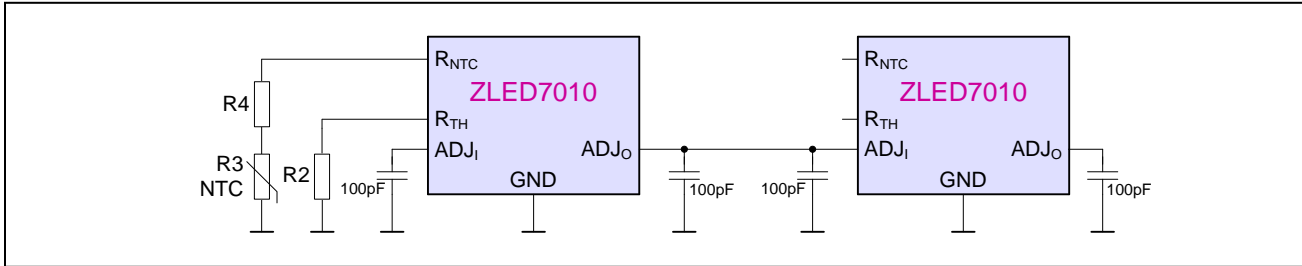 R4
R3
NTC
R2
100pF
RNTC
ZLED7010
RTH
ADJI
ADJO
GND
100pF
100pF
RNTC
ZLED7010
RTH
ADJI
ADJO
GND
100pF